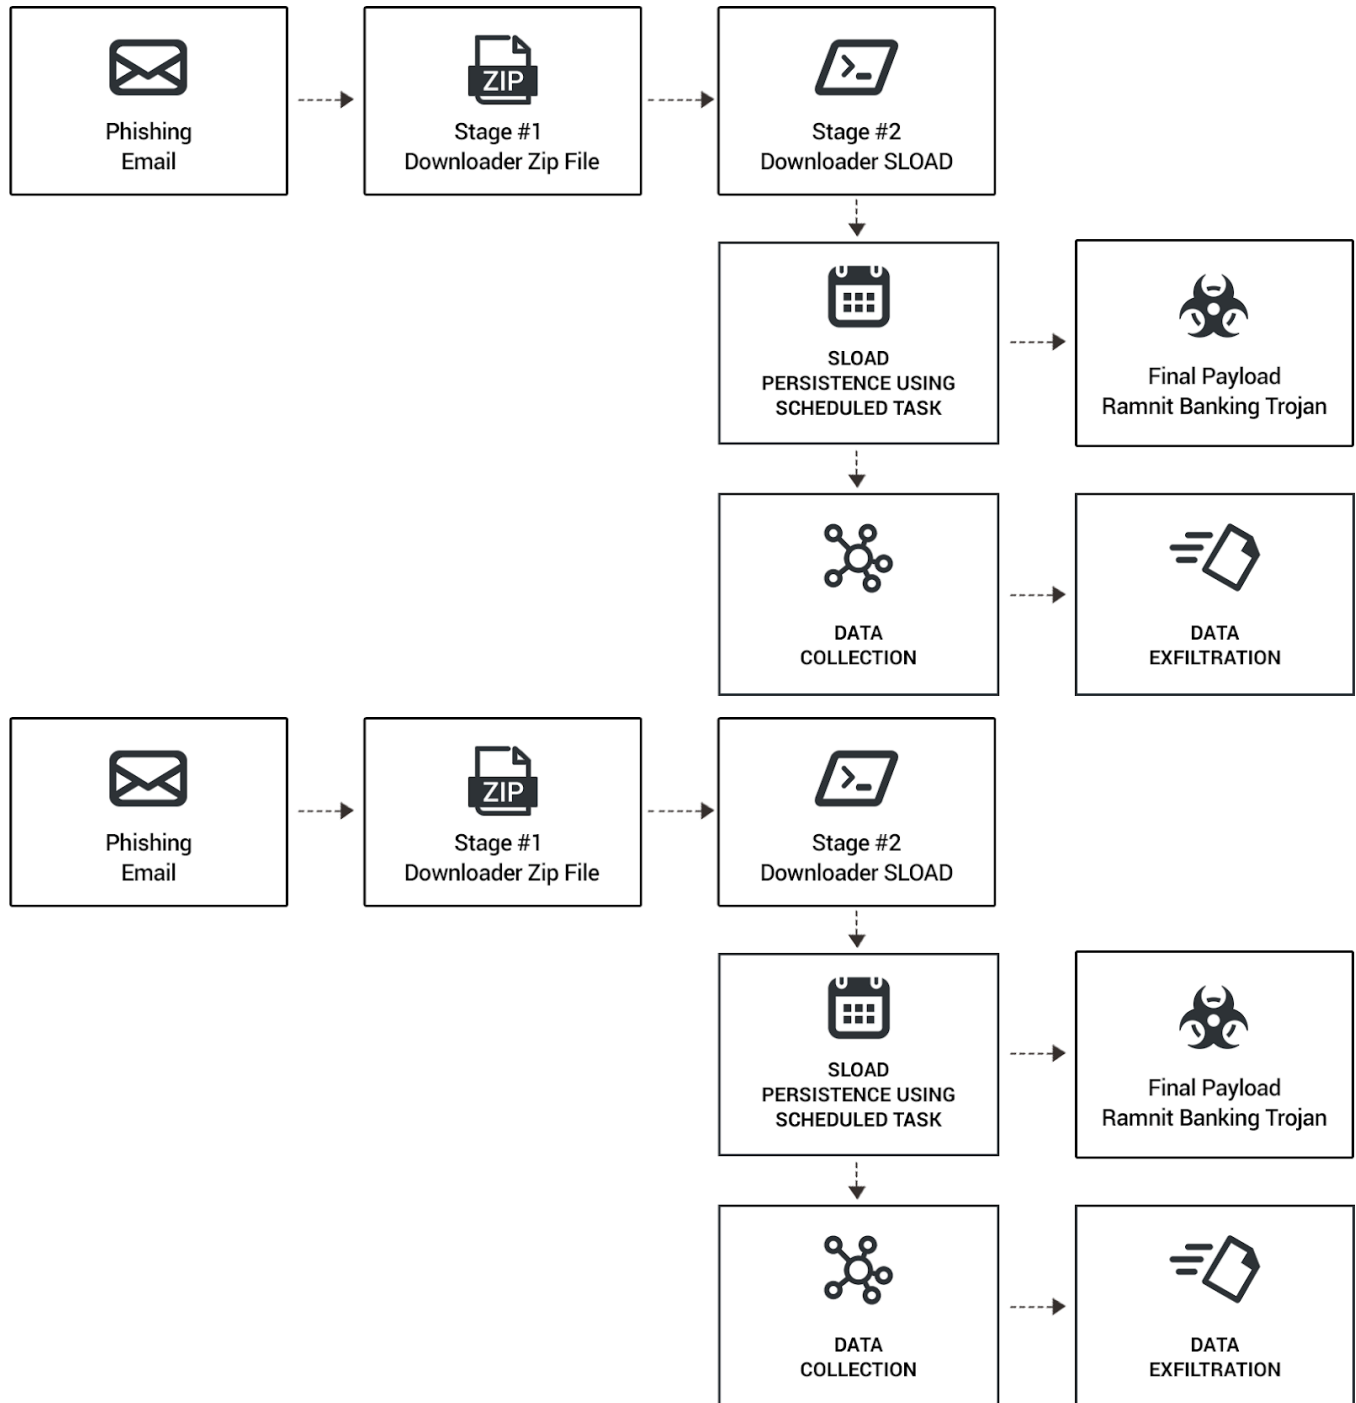 Phishing
Email
ZIP
Stage #1
Downloader Zip File
>_
Stage #2
Downloader SLOAD
SLOAD
PERSISTENCE USING
SCHEDULED TASK
Final Payload
Ramnit Banking Trojan
DATA
COLLECTION
DATA
EXFILTRATION
Phishing
Email
ZIP
Stage #1
Downloader Zip File
>_
Stage #2
Downloader SLOAD
SLOAD
PERSISTENCE USING
SCHEDULED TASK
Final Payload
Ramnit Banking Trojan
DATA
COLLECTION
DATA
EXFILTRATION